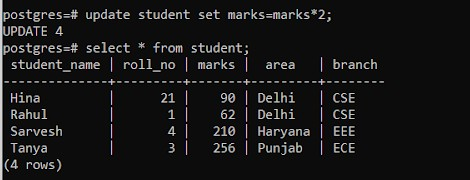 postgres=# update student set marks=marks*2;
UPDATE 4
postgres=# select * from student;
 student_name | roll_no | marks |  area   | branch
--------------+---------+-------+---------+--------
 Hina         |      21 |    90 | Delhi   | CSE
 Rahul        |       1 |    62 | Delhi   | CSE
 Sarvesh      |       4 |   210 | Haryana | EEE
 Tanya        |       3 |   256 | Punjab  | ECE
(4 rows)